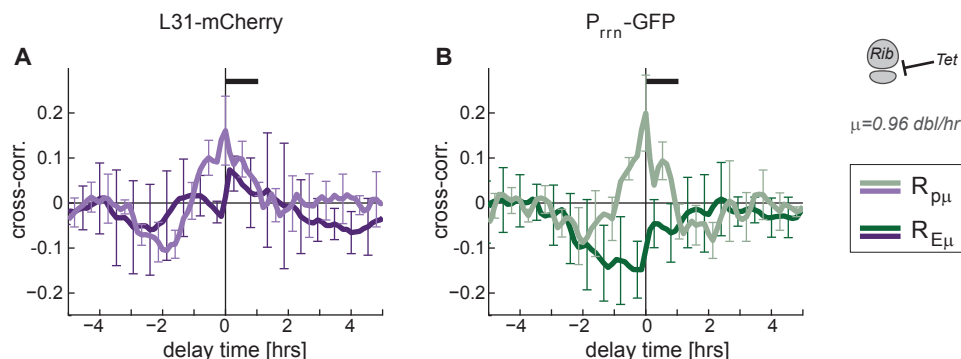 L31-mCherry
P_rrn-GFP
A
B
Rib
Tet
μ=0.96 dbl/hr
R_pμ
R_Eμ
cross-corr.
0.2
0.1
0
−0.1
−0.2
−4
−2
0
2
4
delay time [hrs]
cross-corr.
0.2
0.1
0
−0.1
−0.2
−4
−2
0
2
4
delay time [hrs]